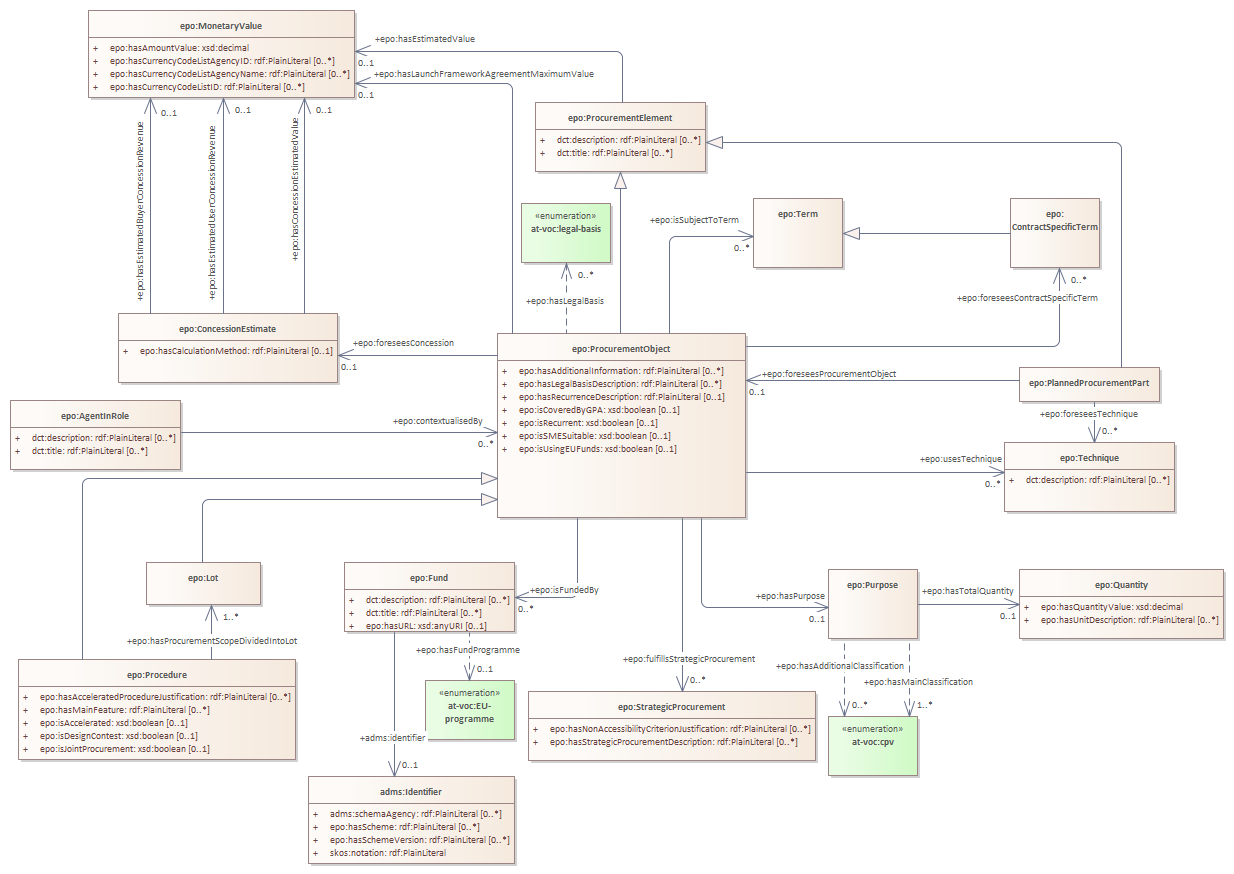 epo:MonetaryValue
+ epo:hasAmountValue: xsd:decimal
+ epo:hasCurrencyCodeListAgencyID: rdf:PlainLiteral [0..*]
+ epo:hasCurrencyCodeListAgencyName: rdf:PlainLiteral [0..*]
+ epo:hasCurrencyCodeListID: rdf:PlainLiteral [0..*]
+epo:hasEstimatedValue
0..1
+epo:hasLaunchFrameworkAgreementMaximumValue
0..1
0..1
0..1
0..1
+epo:hasEstimatedBuyerConcessionRevenue
+epo:hasEstimatedUserConcessionRevenue
+epo:hasConcessionEstimatedValue
epo:ProcurementElement
+ dct:description: rdf:PlainLiteral [0..*]
+ dct:title: rdf:PlainLiteral [0..*]
«enumeration»
at-voc:legal-basis
0..*
+epo:hasLegalBasis
+epo:isSubjectToTerm
0..*
epo:Term
epo:
ContractSpecificTerm
0..*
+epo:foreseesContractSpecificTerm
epo:ConcessionEstimate
+ epo:hasCalculationMethod: rdf:PlainLiteral [0..1]
+epo:foreseesConcession
0..1
epo:ProcurementObject
+ epo:hasAdditionalInformation: rdf:PlainLiteral [0..*]
+ epo:hasLegalBasisDescription: rdf:PlainLiteral [0..*]
+ epo:hasRecurrenceDescription: rdf:PlainLiteral [0..1]
+ epo:isCoveredByGPA: xsd:boolean [0..1]
+ epo:isRecurrent: xsd:boolean [0..1]
+ epo:isSMESuitable: xsd:boolean [0..1]
+ epo:isUsingEUFunds: xsd:boolean [0..1]
+epo:foreseesProcurementObject
0..1
epo:PlannedProcurementPart
+epo:foreseesTechnique
0..*
epo:AgentInRole
+ dct:description: rdf:PlainLiteral [0..*]
+ dct:title: rdf:PlainLiteral [0..*]
+epo:contextualisedBy
0..*
+epo:usesTechnique
0..*
epo:Technique
+ dct:description: rdf:PlainLiteral [0..*]
epo:Lot
1..*
+epo:hasProcurementScopeDividedIntoLot
epo:Procedure
+ epo:hasAcceleratedProcedureJustification: rdf:PlainLiteral [0..*]
+ epo:hasMainFeature: rdf:PlainLiteral [0..*]
+ epo:isAccelerated: xsd:boolean [0..1]
+ epo:isDesignContest: xsd:boolean [0..1]
+ epo:isJointProcurement: xsd:boolean [0..1]
epo:Fund
+ dct:description: rdf:PlainLiteral [0..*]
+ dct:title: rdf:PlainLiteral [0..*]
+ epo:hasURL: xsd:anyURI [0..1]
+epo:isFundedBy
0..*
+epo:hasFundProgramme
0..1
«enumeration»
at-voc:EU-
programme
+adms:identifier
0..1
adms:Identifier
+ adms:schemaAgency: rdf:PlainLiteral [0..*]
+ epo:hasScheme: rdf:PlainLiteral [0..*]
+ epo:hasSchemeVersion: rdf:PlainLiteral [0..*]
+ skos:notation: rdf:PlainLiteral
+epo:fulfillsStrategicProcurement
0..*
epo:StrategicProcurement
+ epo:hasNonAccessibilityCriterionJustification: rdf:PlainLiteral [0..*]
+ epo:hasStrategicProcurementDescription: rdf:PlainLiteral [0..*]
+epo:hasPurpose
0..1
epo:Purpose
+epo:hasTotalQuantity
0..1
epo:Quantity
+ epo:hasQuantityValue: xsd:decimal
+ epo:hasUnitDescription: rdf:PlainLiteral [0..*]
+epo:hasAdditionalClassification
+epo:hasMainClassification
0..*
1..*
«enumeration»
at-voc:cpv